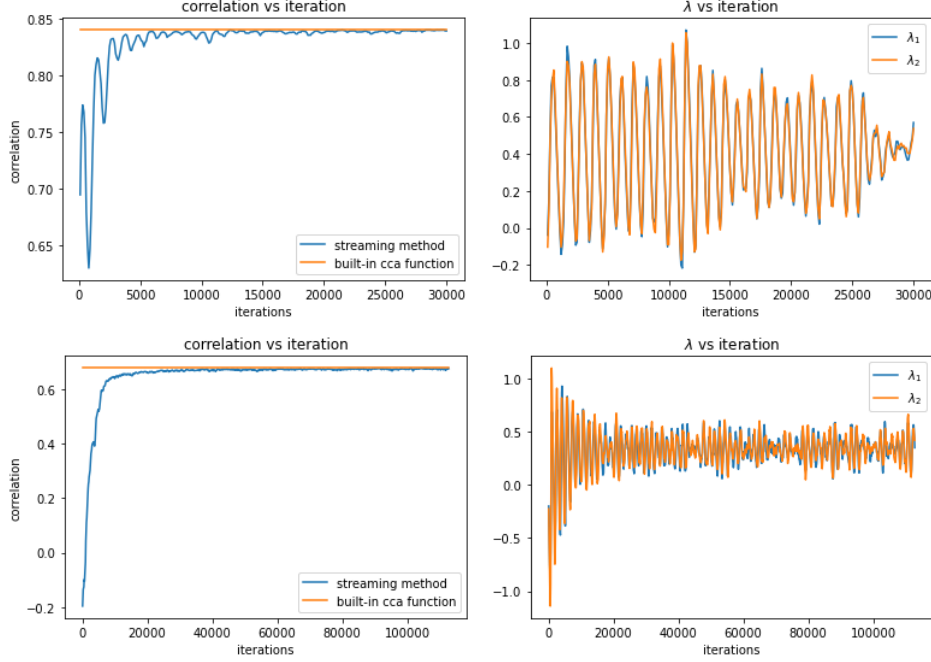 correlation vs iteration
0.85
0.80
0.75
0.70
0.65
correlation
streaming method
built-in cca function
0
5000
10000
15000
20000
25000
30000
iterations
λ vs iteration
1.0
0.8
0.6
0.4
0.2
0.0
−0.2
λ₁
λ₂
0
5000
10000
15000
20000
25000
30000
iterations
correlation vs iteration
0.6
0.4
0.2
0.0
−0.2
correlation
streaming method
built-in cca function
0
20000
40000
60000
80000
100000
iterations
λ vs iteration
1.0
0.5
0.0
−0.5
−1.0
λ₁
λ₂
0
20000
40000
60000
80000
100000
iterations